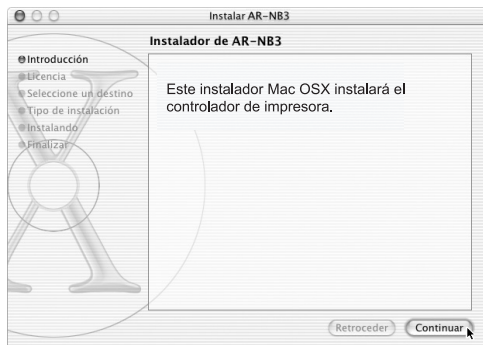 Instalar AR-NB3
Instalador de AR-NB3
Introducción
Licencia
Seleccione un destino
Tipo de instalación
Instalando
Finalizar
Este instalador Mac OSX instalará el
controlador de impresora.
Retroceder Continuar